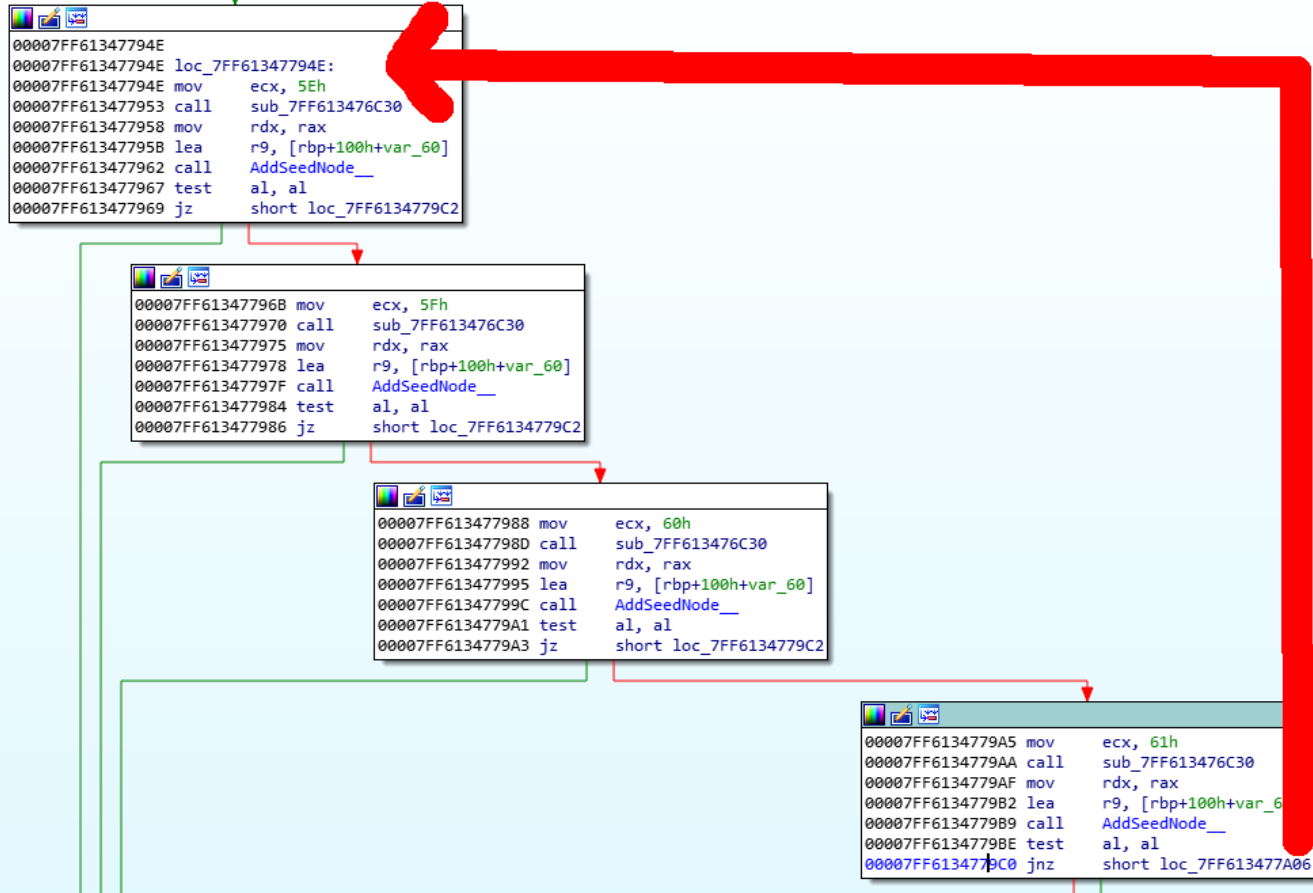 00007FF61347794E
00007FF61347794E loc_7FF61347794E:
00007FF61347794E mov ecx, 5Eh
00007FF613477953 call sub_7FF613476C30
00007FF613477958 mov rdx, rax
00007FF61347795B lea r9, [rbp+100h+var_60]
00007FF613477962 call AddSeedNode__
00007FF613477967 test al, al
00007FF613477969 jz short loc_7FF6134779C2
00007FF61347796B mov ecx, 5Fh
00007FF613477970 call sub_7FF613476C30
00007FF613477975 mov rdx, rax
00007FF613477978 lea r9, [rbp+100h+var_60]
00007FF61347797F call AddSeedNode__
00007FF613477984 test al, al
00007FF613477986 jz short loc_7FF6134779C2
00007FF613477988 mov ecx, 60h
00007FF61347798D call sub_7FF613476C30
00007FF613477992 mov rdx, rax
00007FF613477995 lea r9, [rbp+100h+var_60]
00007FF61347799C call AddSeedNode__
00007FF6134779A1 test al, al
00007FF6134779A3 jz short loc_7FF6134779C2
00007FF6134779A5 mov ecx, 61h
00007FF6134779AA call sub_7FF613476C30
00007FF6134779AF mov rdx, rax
00007FF6134779B2 lea r9, [rbp+100h+var_6
00007FF6134779B9 call AddSeedNode__
00007FF6134779BE test al, al
00007FF6134779C0 jnz short loc_7FF613477A06